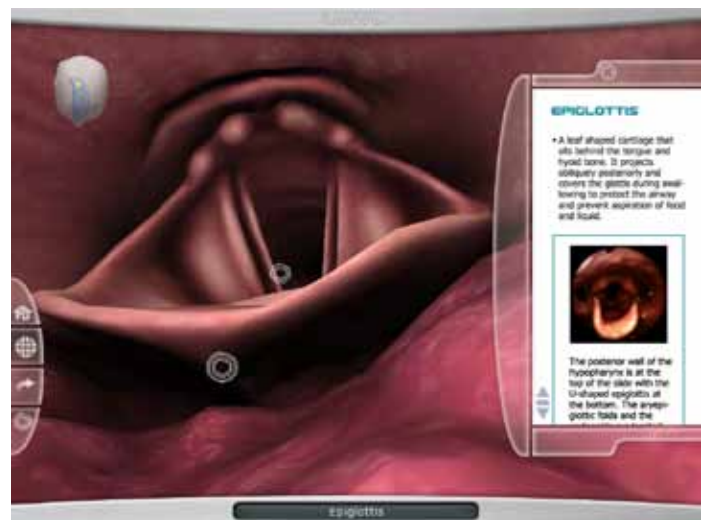 EPIGLOTTIS
• A leaf shaped cartilage that
sits behind the tongue and
hyoid bone. It projects
obliquely posteriorly and
covers the glottis during swal-
lowing to protect the airway
and prevent aspiration of food
and liquid.
The posterior wall of the
hypopharynx is at the
top of the slide with the
U-shaped epiglottis at
the bottom. The aryepi-
glottic folds and the
Epiglottis